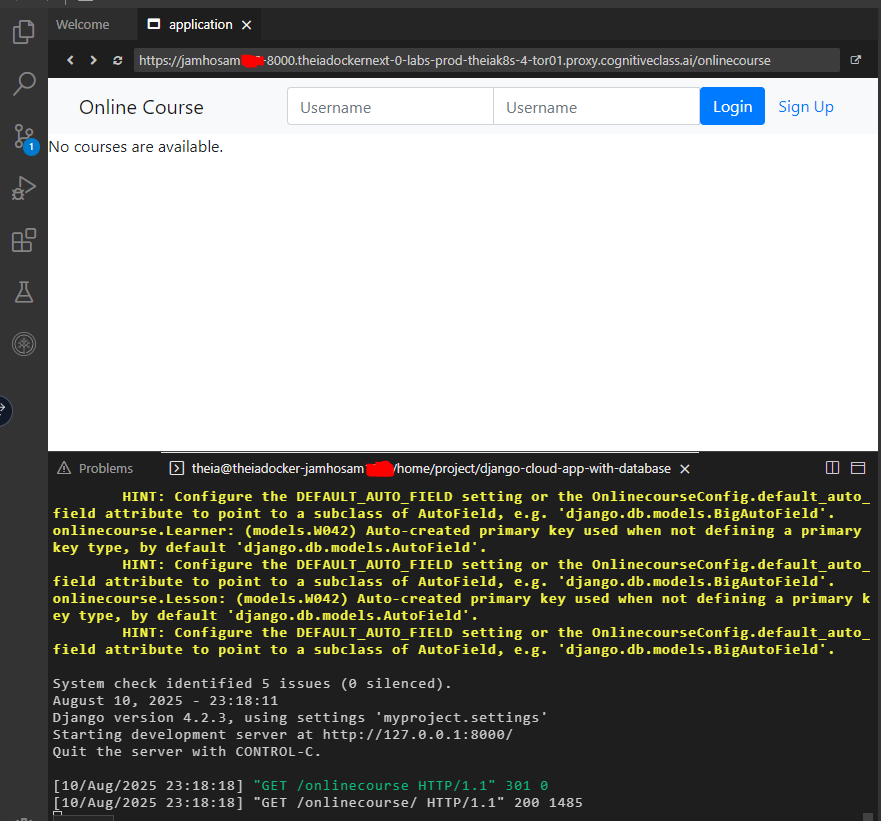 Welcome
application
https://jamhosam -8000.theiadockernext-0-labs-prod-theiak8s-4-tor01.proxy.cognitiveclass.ai/onlinecourse
Online Course
Username
Username
Login
Sign Up
1
No courses are available.
Problems
theia@theiadocker-jamhosam /home/project/django-cloud-app-with-database
HINT: Configure the DEFAULT_AUTO_FIELD setting or the OnlinecourseConfig.default_auto_
field attribute to point to a subclass of AutoField, e.g. 'django.db.models.BigAutoField'.
onlinecourse.Learner: (models.W042) Auto-created primary key used when not defining a primary
key type, by default 'django.db.models.AutoField'.
HINT: Configure the DEFAULT_AUTO_FIELD setting or the OnlinecourseConfig.default_auto_
field attribute to point to a subclass of AutoField, e.g. 'django.db.models.BigAutoField'.
onlinecourse.Lesson: (models.W042) Auto-created primary key used when not defining a primary k
ey type, by default 'django.db.models.AutoField'.
HINT: Configure the DEFAULT_AUTO_FIELD setting or the OnlinecourseConfig.default_auto_
field attribute to point to a subclass of AutoField, e.g. 'django.db.models.BigAutoField'.
System check identified 5 issues (0 silenced).
August 10, 2025 - 23:18:11
Django version 4.2.3, using settings 'myproject.settings'
Starting development server at http://127.0.0.1:8000/
Quit the server with CONTROL-C.
[10/Aug/2025 23:18:18] "GET /onlinecourse HTTP/1.1" 301 0
[10/Aug/2025 23:18:18] "GET /onlinecourse/ HTTP/1.1" 200 1485